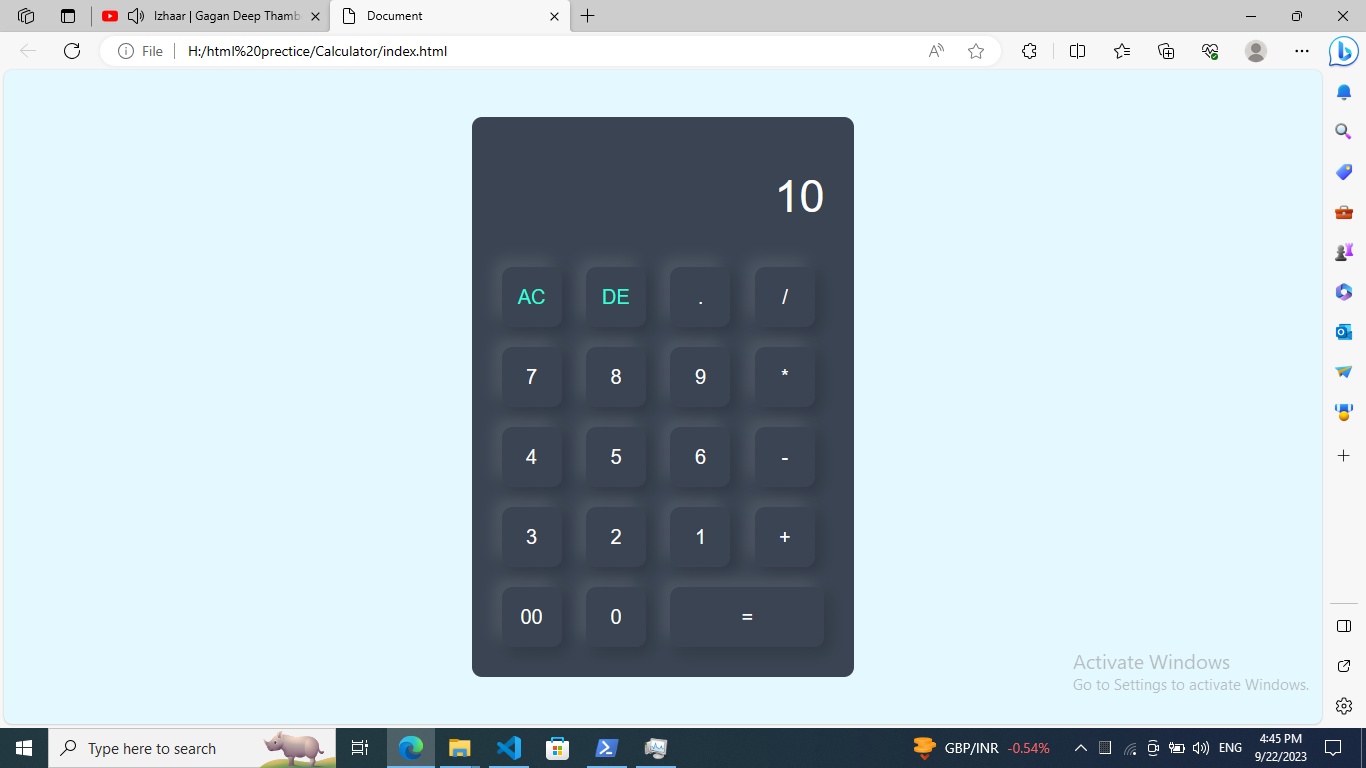 Izhaar | Gagan Deep Thamb
Document
File
H:/html%20prectice/Calculator/index.html
10
AC DE . /
7 8 9 *
4 5 6 -
3 2 1 +
00 0 =
Activate Windows
Go to Settings to activate Windows.
Type here to search
GBP/INR -0.54%
ENG
4:45 PM
9/22/2023